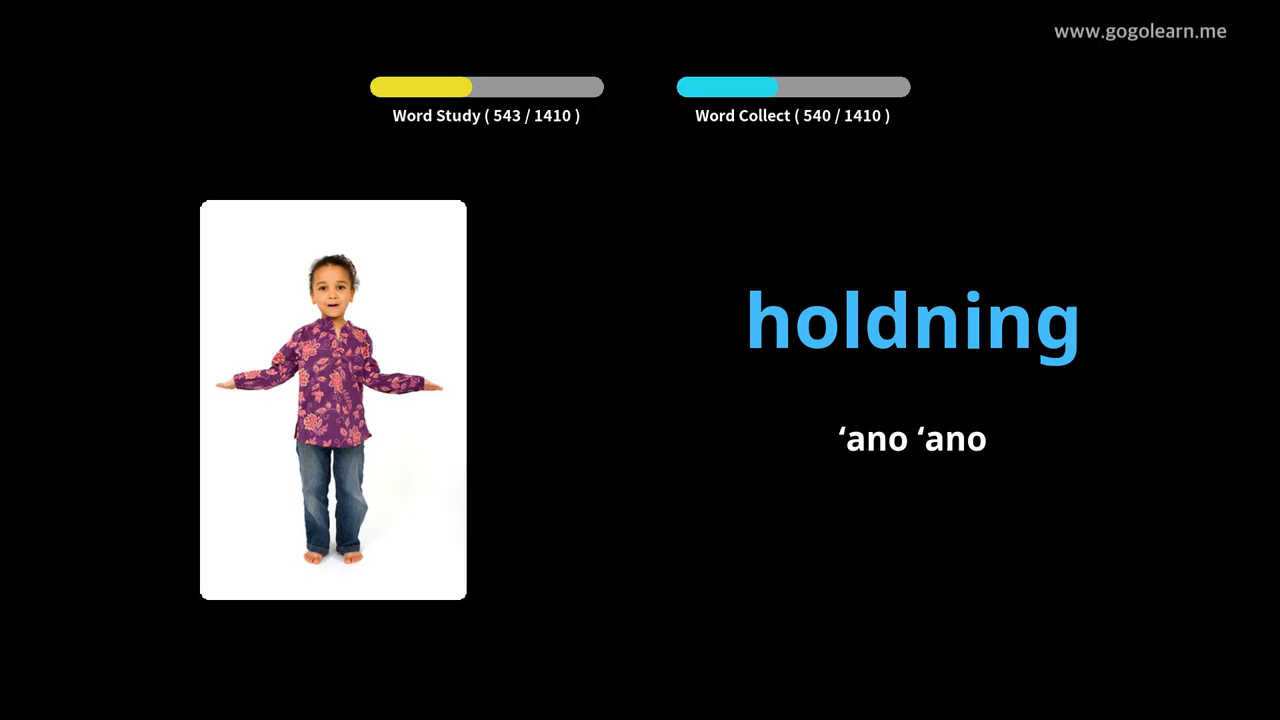 www.gogolearn.me
Word Study ( 543 / 1410 )
Word Collect ( 540 / 1410 )
holdning
‘ano ‘ano